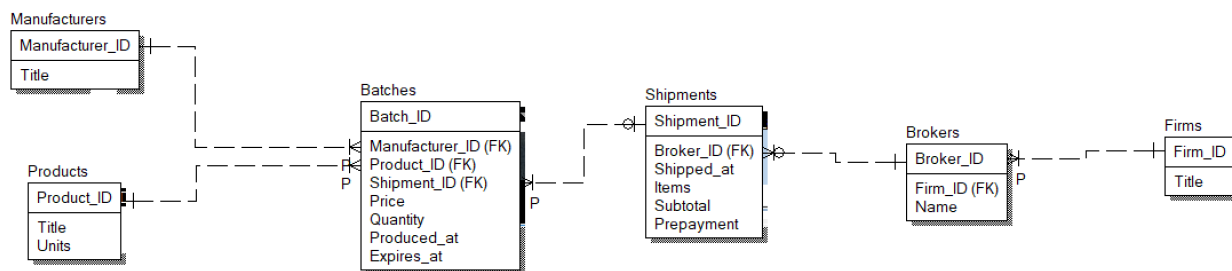 Manufacturers
Manufacturer_ID
Title
Products
Product_ID
Title
Units
P
P
Batches
Batch_ID
Manufacturer_ID (FK)
Product_ID (FK)
Shipment_ID (FK)
Price
Quantity
Produced_at
Expires_at
P
Shipments
Shipment_ID
Broker_ID (FK)
Shipped_at
Items
Subtotal
Prepayment
Brokers
Broker_ID
Firm_ID (FK)
Name
P
Firms
Firm_ID
Title